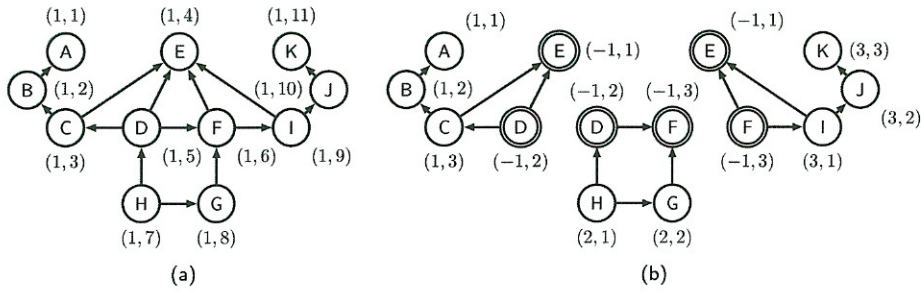 (1, 1) (1, 4) (1, 11) (1, 1) (−1, 1)
A E K A E (−1, 1) E K (3, 3)
B (1, 2) (1, 10) J B (1, 2) (−1, 2) (−1, 3) J
C D F I C D D F F I (3, 2)
(1, 3) (1, 5) (1, 6) (1, 9) (1, 3) (−1, 2) (−1, 3) (3, 1)
H G H G
(1, 7) (1, 8) (2, 1) (2, 2)
(a) (b)